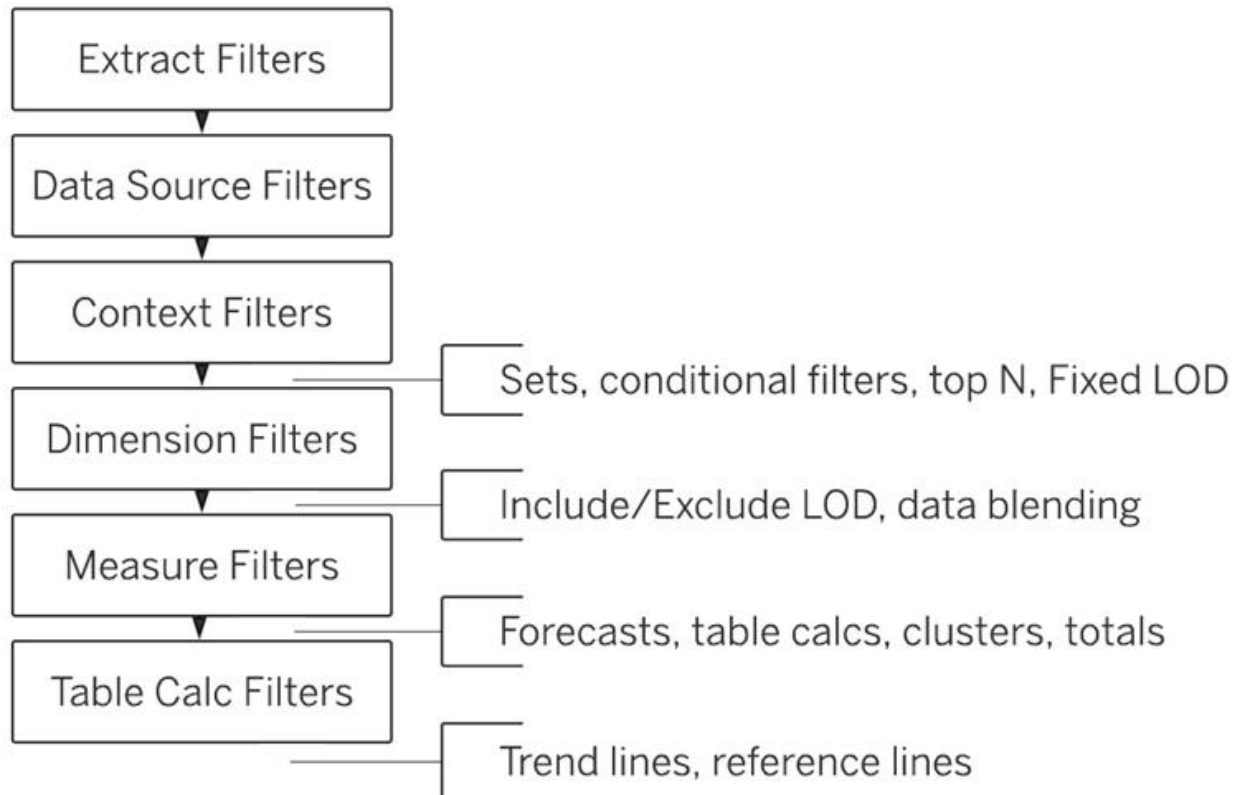 Extract Filters
Data Source Filters
Context Filters
Sets, conditional filters, top N, Fixed LOD
Dimension Filters
Include/Exclude LOD, data blending
Measure Filters
Forecasts, table calcs, clusters, totals
Table Calc Filters
Trend lines, reference lines